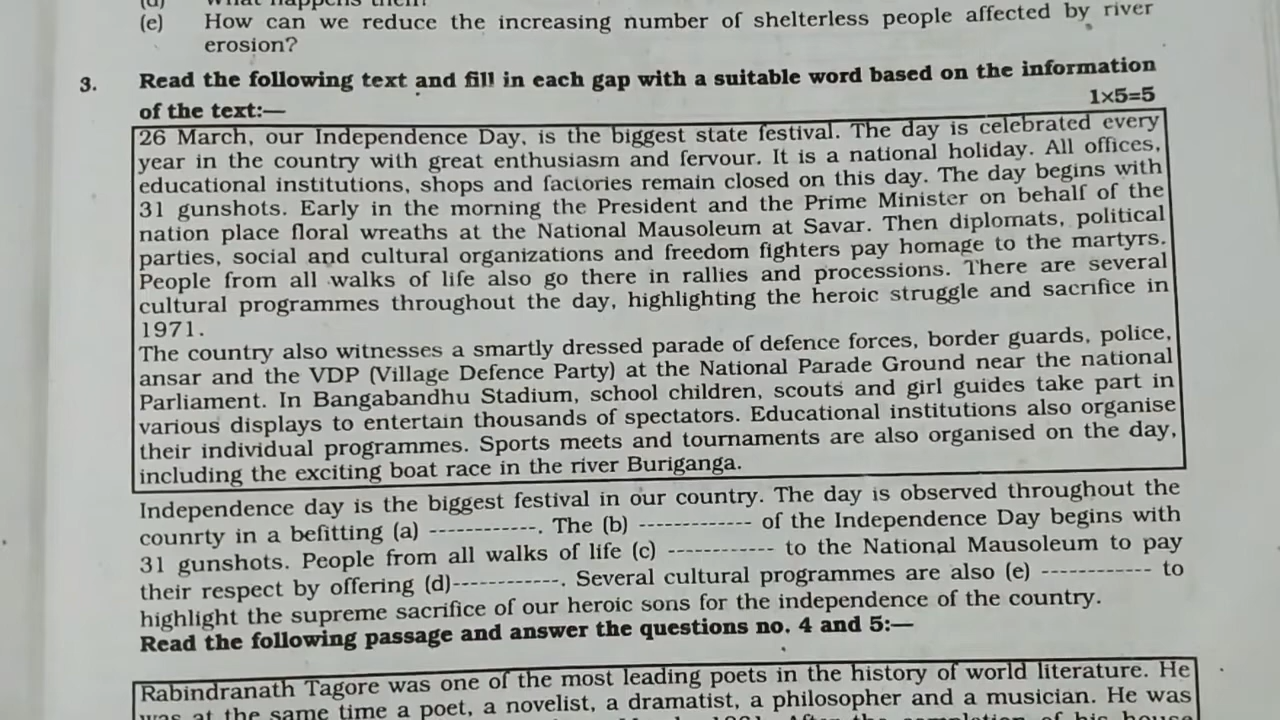 (e) How can we reduce the increasing number of shelterless people affected by river
erosion?
3. Read the following text and fill in each gap with a suitable word based on the information
of the text:— 1×5=5
26 March, our Independence Day, is the biggest state festival. The day is celebrated every
year in the country with great enthusiasm and fervour. It is a national holiday. All offices,
educational institutions, shops and factories remain closed on this day. The day begins with
31 gunshots. Early in the morning the President and the Prime Minister on behalf of the
nation place floral wreaths at the National Mausoleum at Savar. Then diplomats, political
parties, social and cultural organizations and freedom fighters pay homage to the martyrs.
People from all walks of life also go there in rallies and processions. There are several
cultural programmes throughout the day, highlighting the heroic struggle and sacrifice in
1971.
The country also witnesses a smartly dressed parade of defence forces, border guards, police,
ansar and the VDP (Village Defence Party) at the National Parade Ground near the national
Parliament. In Bangabandhu Stadium, school children, scouts and girl guides take part in
various displays to entertain thousands of spectators. Educational institutions also organise
their individual programmes. Sports meets and tournaments are also organised on the day,
including the exciting boat race in the river Buriganga.
Independence day is the biggest festival in our country. The day is observed throughout the
counrty in a befitting (a) ------------. The (b) ------------- of the Independence Day begins with
31 gunshots. People from all walks of life (c) ------------ to the National Mausoleum to pay
their respect by offering (d)------------. Several cultural programmes are also (e) ------------ to
highlight the supreme sacrifice of our heroic sons for the independence of the country.
Read the following passage and answer the questions no. 4 and 5:—
Rabindranath Tagore was one of the most leading poets in the history of world literature. He
was at the same time a poet, a novelist, a dramatist, a philosopher and a musician. He was